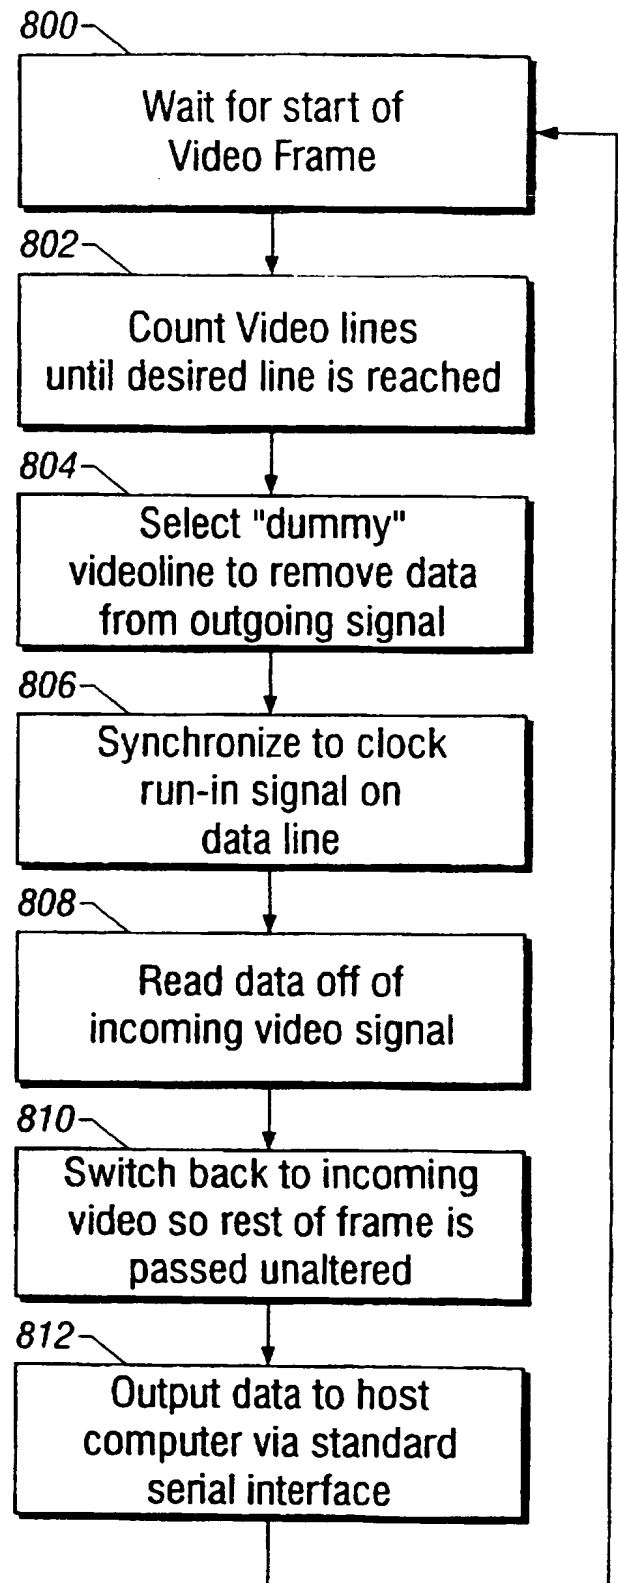 800
Wait for start of
Video Frame
802
Count Video lines
until desired line is reached
804
Select "dummy"
videoline to remove data
from outgoing signal
806
Synchronize to clock
run-in signal on
data line
808
Read data off of
incoming video signal
810
Switch back to incoming
video so rest of frame is
passed unaltered
812
Output data to host
computer via standard
serial interface